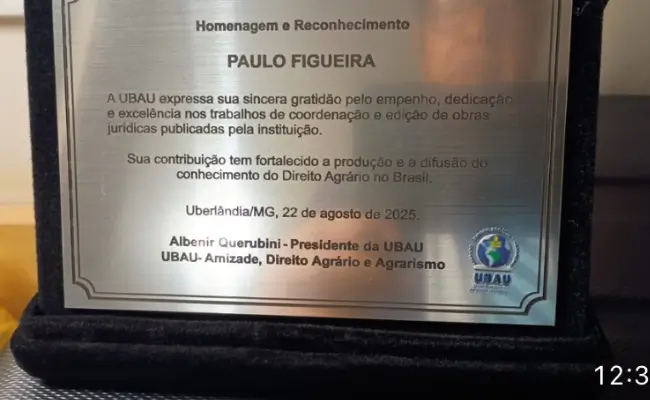 Homenagem e Reconhecimento
PAULO FIGUEIRA
A UBAU expressa sua sincera gratidão pelo empenho, dedicação
e excelência nos trabalhos de coordenação e edição de obras
jurídicas publicadas pela instituição.
Sua contribuição tem fortalecido a produção e a difusão do
conhecimento do Direito Agrário no Brasil.
Uberlândia/MG, 22 de agosto de 2025.
Albenir Querubini - Presidente da UBAU
UBAU- Amizade, Direito Agrário e Agrarismo
UBAU
12:3